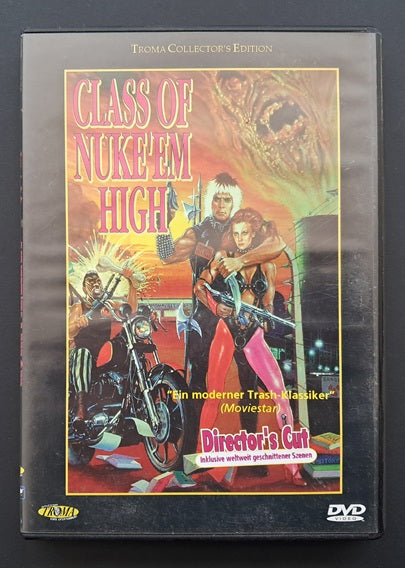 TROMA COLLECTOR'S EDITION
CLASS OF
NUKE'EM
HIGH
"Ein moderner Trash-Klassiker"
(Moviestar)
Director's Cut
Inklusive weltweit geschnittener Szenen
TROMA
DVD
VIDEO